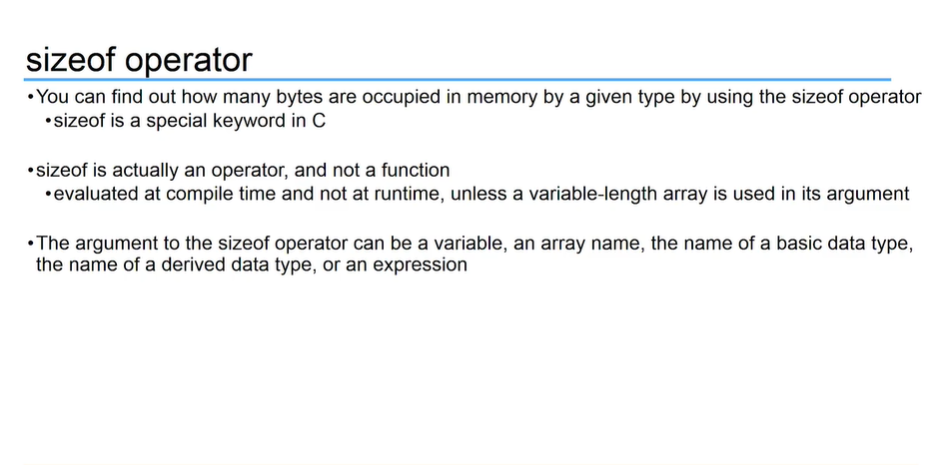 sizeof operator
•You can find out how many bytes are occupied in memory by a given type by using the sizeof operator
•sizeof is a special keyword in C
•sizeof is actually an operator, and not a function
•evaluated at compile time and not at runtime, unless a variable-length array is used in its argument
•The argument to the sizeof operator can be a variable, an array name, the name of a basic data type,
the name of a derived data type, or an expression